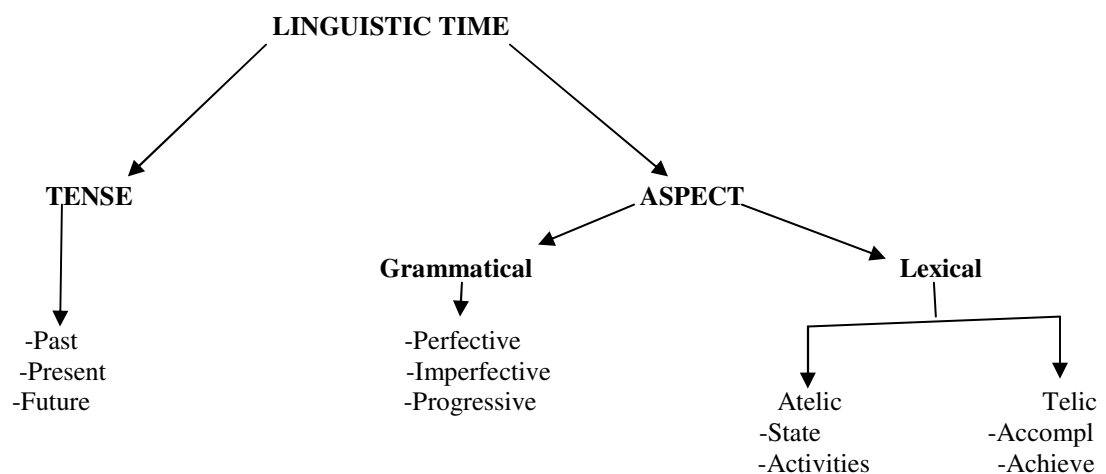 LINGUISTIC TIME
TENSE
ASPECT
Grammatical
Lexical
-Past
-Present
-Future
-Perfective
-Imperfective
-Progressive
Atelic
-State
-Activities
Telic
-Accompl
-Achieve